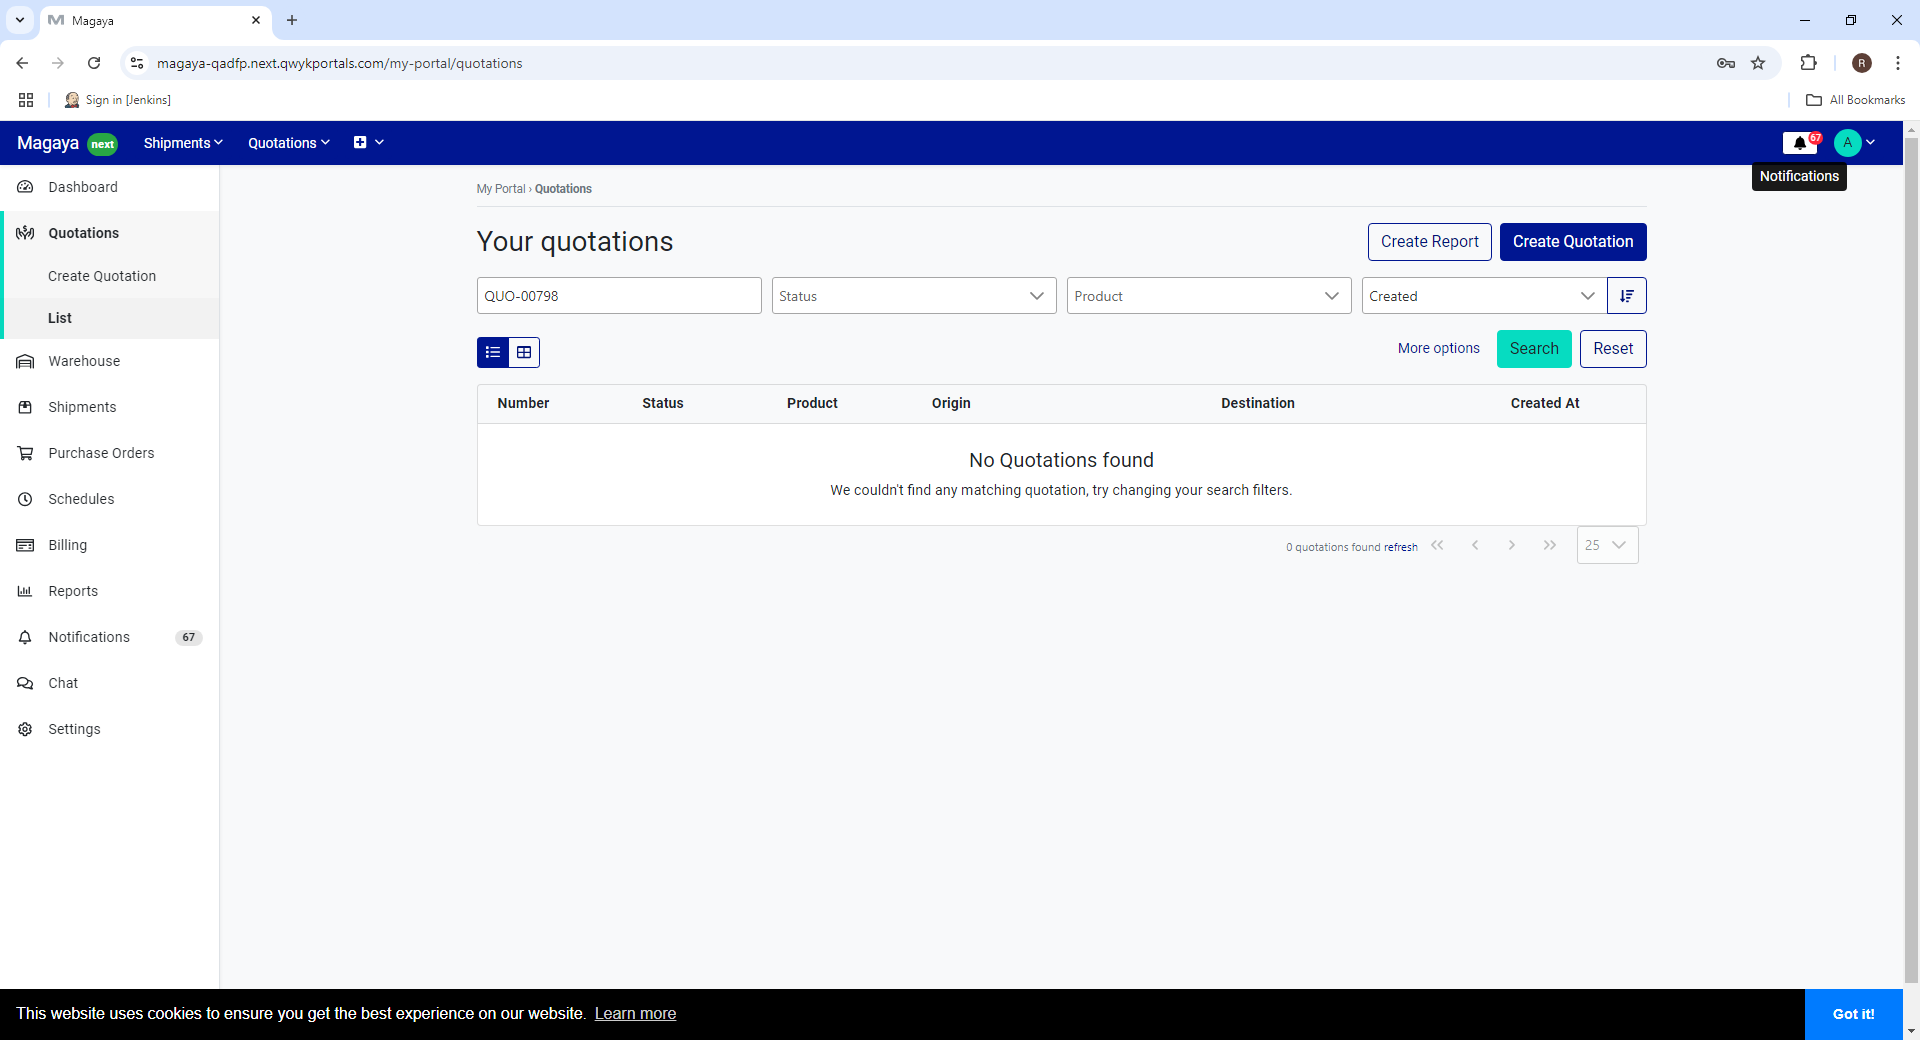 Magaya
magaya-qadfp.next.qwykportals.com/my-portal/quotations
R
Sign in [Jenkins]
All Bookmarks
Magaya next Shipments Quotations 67 A
Notifications
Dashboard
Quotations
Create Quotation
List
Warehouse
Shipments
Purchase Orders
Schedules
Billing
Reports
Notifications 67
Chat
Settings
My Portal › Quotations
Your quotations
Create Report
Create Quotation
QUO-00798 Status Product Created
More options Search Reset
Number Status Product Origin Destination Created At
No Quotations found
We couldn't find any matching quotation, try changing your search filters.
0 quotations found refresh 25
This website uses cookies to ensure you get the best experience on our website. Learn more Got it!